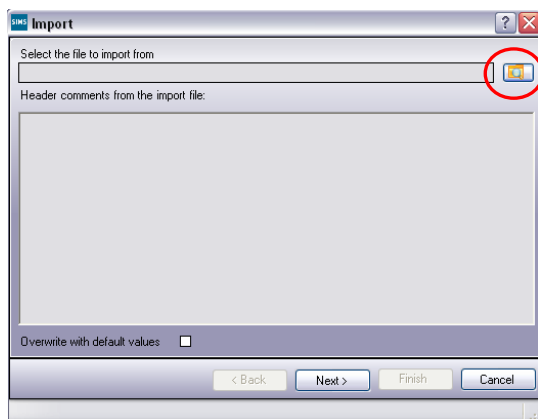 SIMS Import ?
Select the file to import from
Header comments from the import file:
Overwrite with default values
< Back Next > Finish Cancel